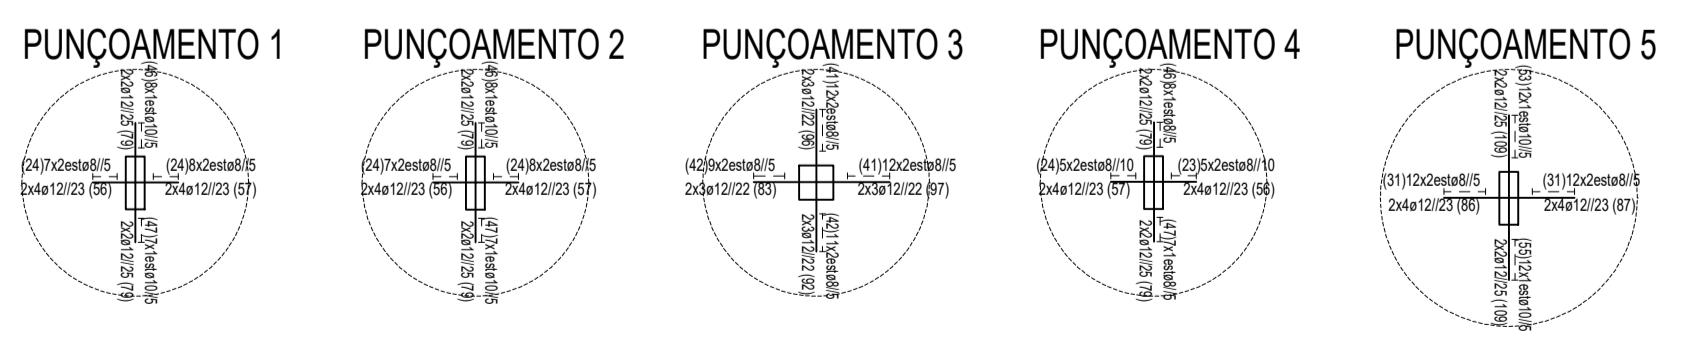 PUNÇOAMENTO 1
(46)8x1estø10//5
2x2ø12//25 (79)
(24)7x2estø8//5
2x4ø12//23 (56)
(24)8x2estø8//5
2x4ø12//23 (57)
(47)7x1estø10//5
2x2ø12//25 (79)
PUNÇOAMENTO 2
(46)8x1estø10//5
2x2ø12//25 (79)
(24)7x2estø8//5
2x4ø12//23 (56)
(24)8x2estø8//5
2x4ø12//23 (57)
(47)7x1estø10//5
2x2ø12//25 (79)
PUNÇOAMENTO 3
(41)12x2estø8//5
2x3ø12//22 (96)
(42)9x2estø8//5
2x3ø12//22 (83)
(41)12x2estø8//5
2x3ø12//22 (97)
(42)11x2estø8//5
2x3ø12//22 (92)
PUNÇOAMENTO 4
(46)8x1estø8//5
2x2ø12//25 (79)
(24)5x2estø8//10
2x4ø12//23 (57)
(23)5x2estø8//10
2x4ø12//23 (56)
(47)7x1estø8//5
2x2ø12//25 (79)
PUNÇOAMENTO 5
(53)12x1estø10//5
2x2ø12//25 (109)
(31)12x2estø8//5
2x4ø12//23 (86)
(31)12x2estø8//5
2x4ø12//23 (87)
(55)12x1estø10//5
2x2ø12//25 (109)